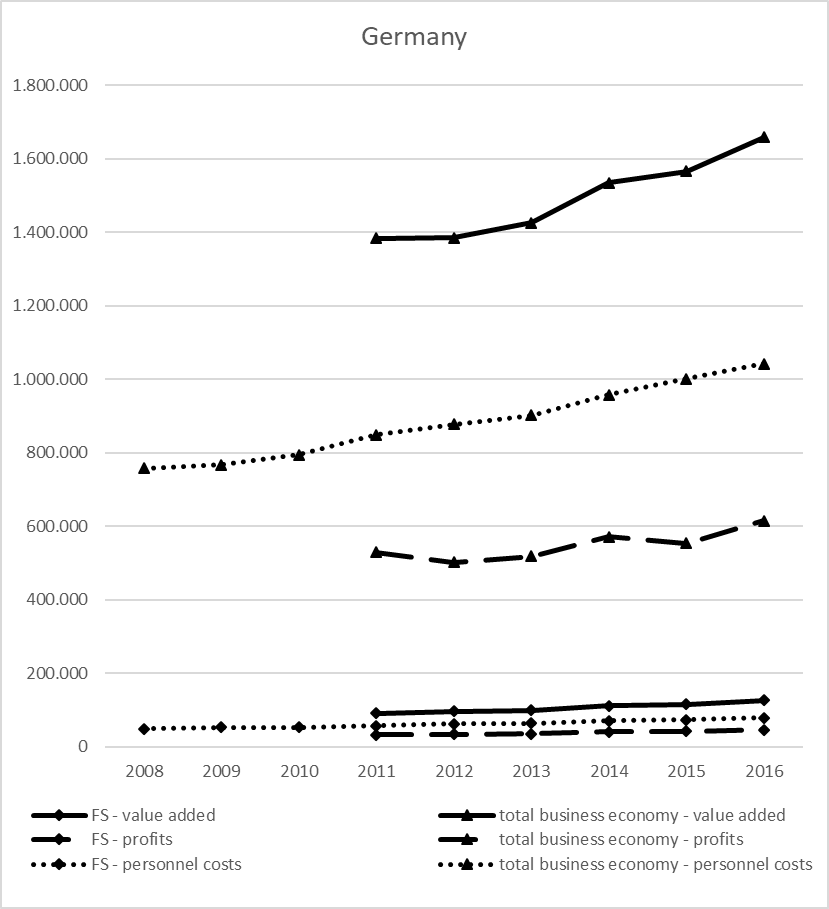 Germany
1.800.000
1.600.000
1.400.000
1.200.000
1.000.000
800.000
600.000
400.000
200.000
0
2008 2009 2010 2011 2012 2013 2014 2015 2016
FS - value added total business economy - value added
FS - profits total business economy - profits
FS - personnel costs total business economy - personnel costs